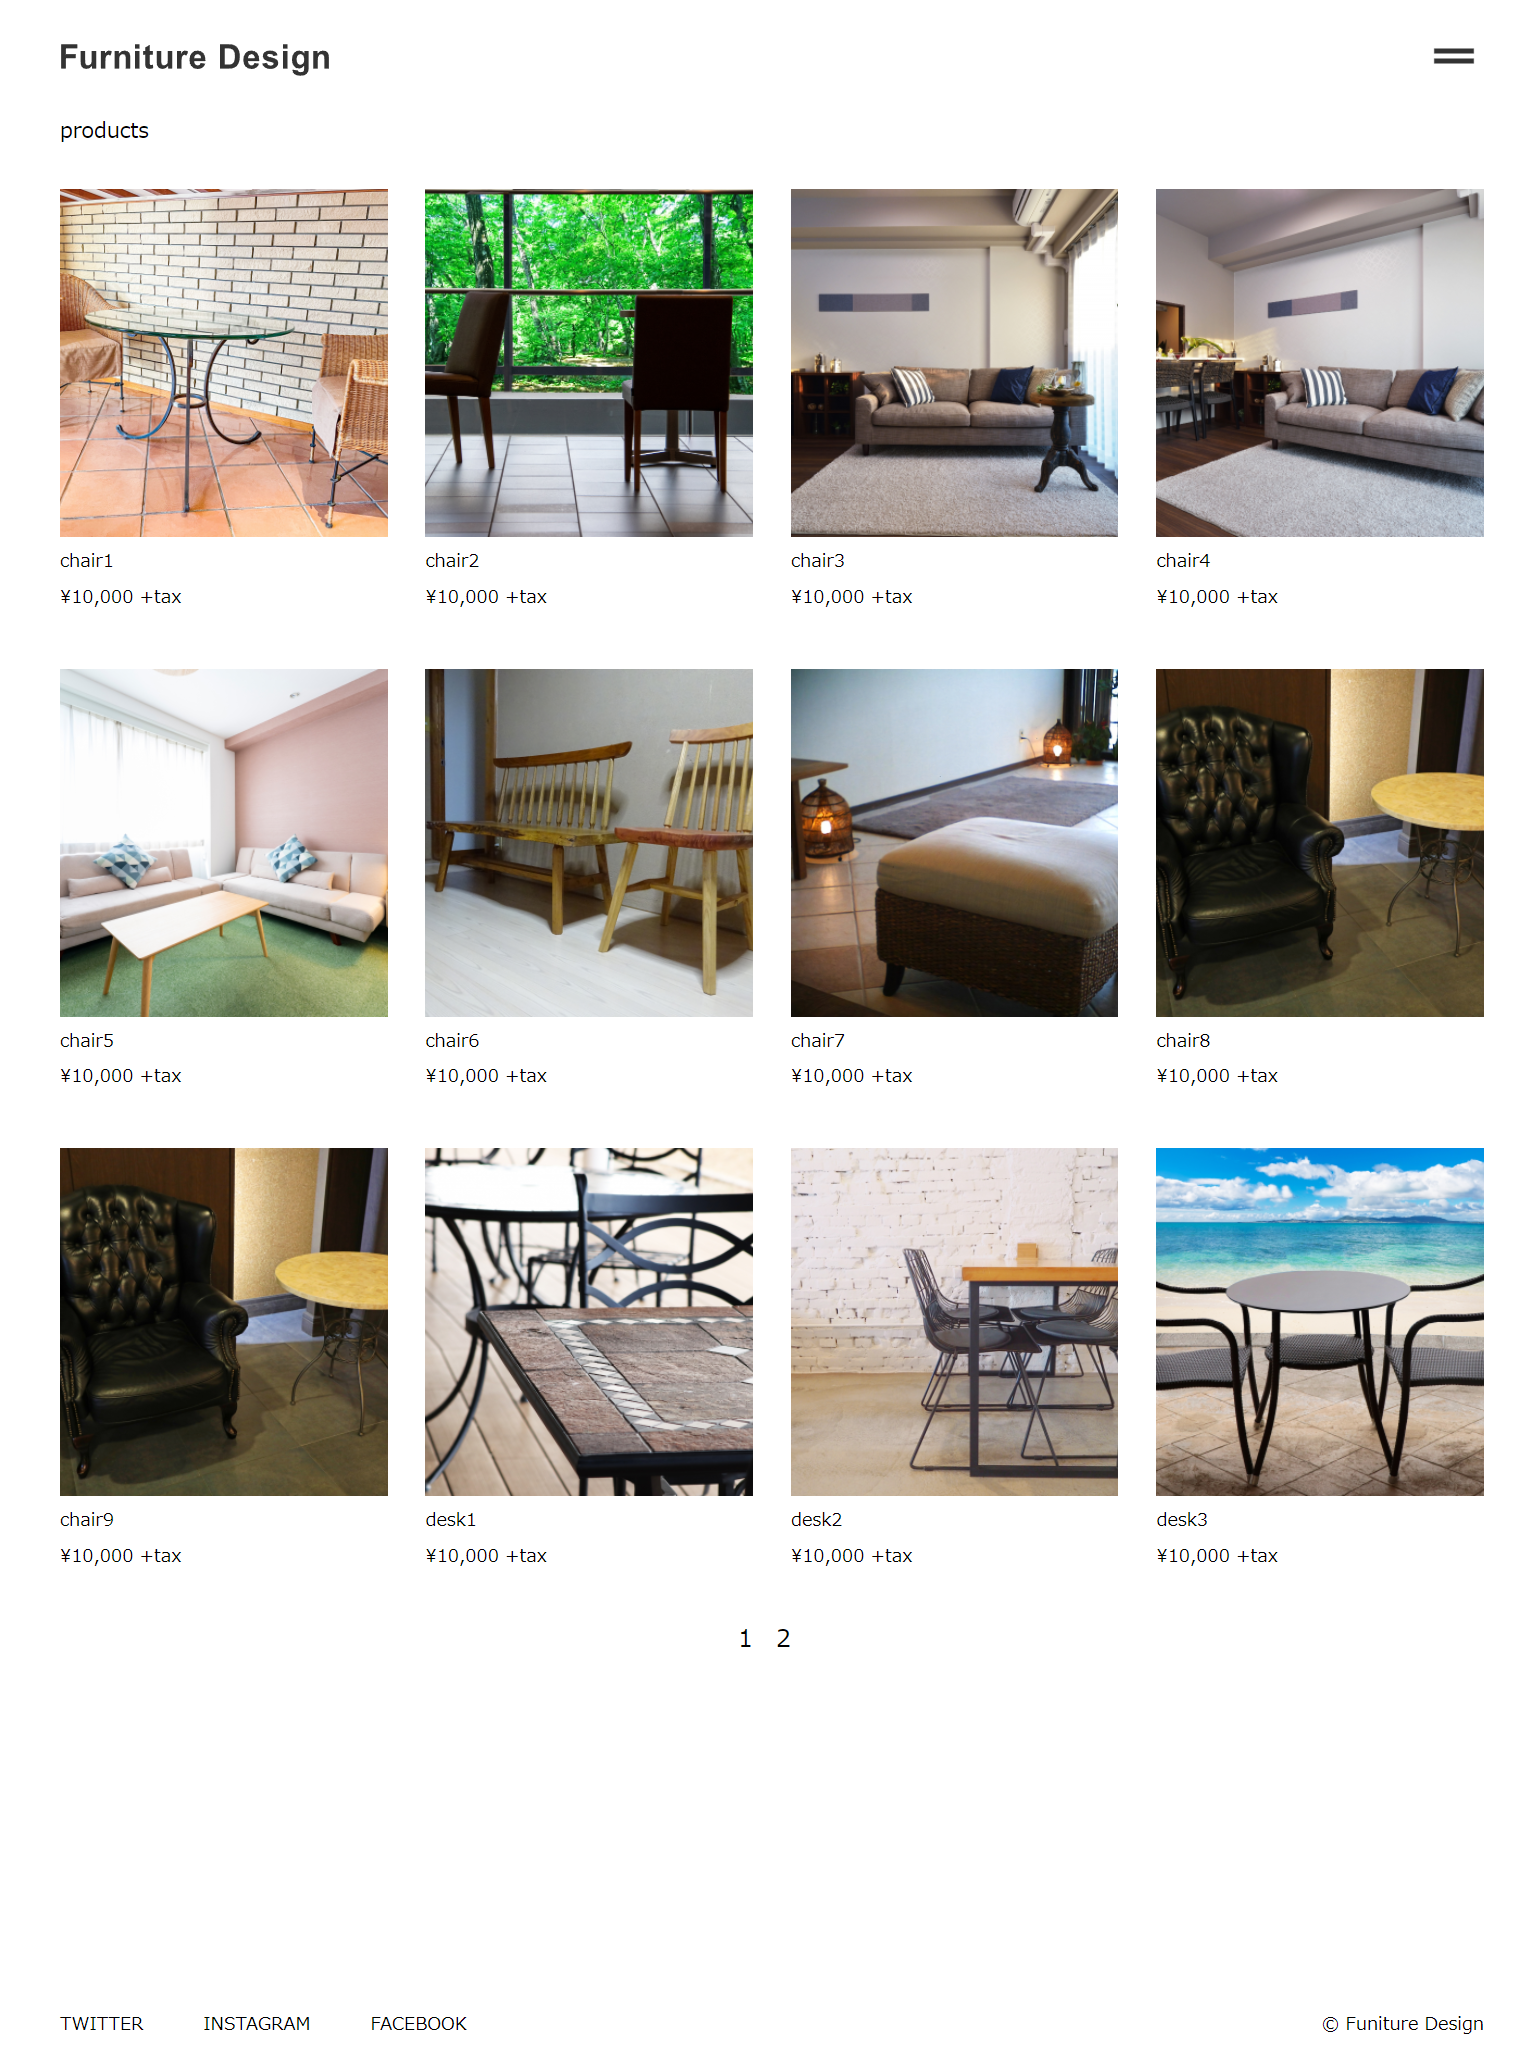 Furniture Design
products
chair1
¥10,000 +tax
chair2
¥10,000 +tax
chair3
¥10,000 +tax
chair4
¥10,000 +tax
chair5
¥10,000 +tax
chair6
¥10,000 +tax
chair7
¥10,000 +tax
chair8
¥10,000 +tax
chair9
¥10,000 +tax
desk1
¥10,000 +tax
desk2
¥10,000 +tax
desk3
¥10,000 +tax
1 2
TWITTER INSTAGRAM FACEBOOK
© Funiture Design